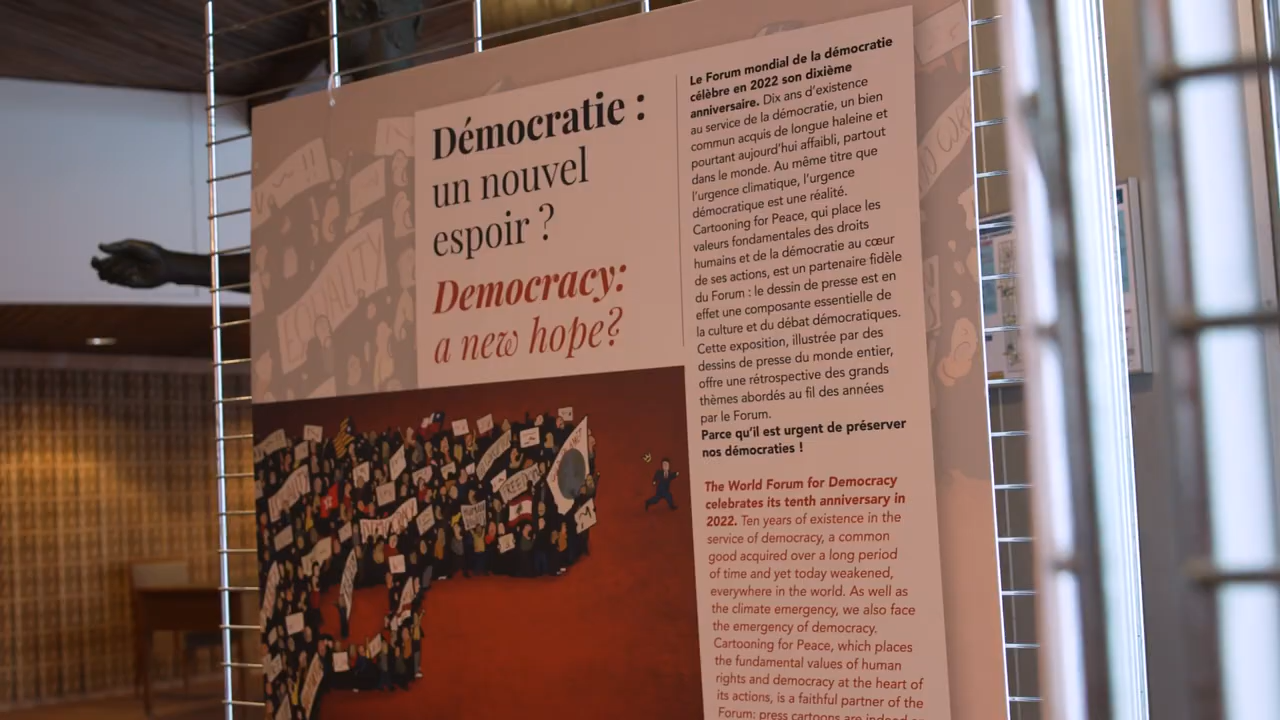 Démocratie :
un nouvel
espoir ?
Democracy:
a new hope?
Le Forum mondial de la démocratie
célèbre en 2022 son dixième
anniversaire. Dix ans d'existence
au service de la démocratie, un bien
commun acquis de longue haleine et
pourtant aujourd'hui affaibli, partout
dans le monde. Au même titre que
l'urgence climatique, l'urgence
démocratique est une réalité.
Cartooning for Peace, qui place les
valeurs fondamentales des droits
humains et de la démocratie au cœur
de ses actions, est un partenaire fidèle
du Forum : le dessin de presse est en
effet une composante essentielle de
la culture et du débat démocratiques.
Cette exposition, illustrée par des
dessins de presse du monde entier,
offre une rétrospective des grands
thèmes abordés au fil des années
par le Forum.
Parce qu'il est urgent de préserver
nos démocraties !
The World Forum for Democracy
celebrates its tenth anniversary in
2022. Ten years of existence in the
service of democracy, a common
good acquired over a long period
of time and yet today weakened,
everywhere in the world. As well as
the climate emergency, we also face
the emergency of democracy.
Cartooning for Peace, which places
the fundamental values of human
rights and democracy at the heart of
its actions, is a faithful partner of the
Forum: press cartoons are indeed
FREEDOM